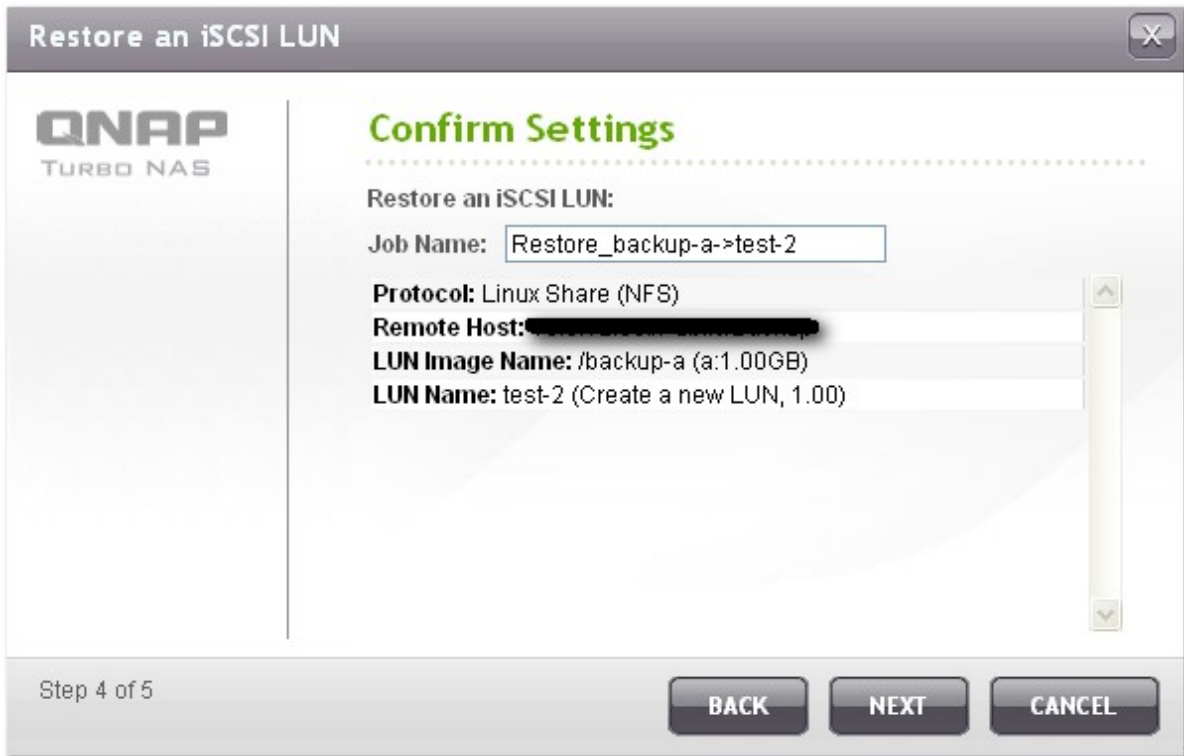 Restore an iSCSI LUN
X
QNAP
TURBO NAS
Confirm Settings
Restore an iSCSI LUN:
Job Name: Restore_backup-a->test-2
Protocol: Linux Share (NFS)
Remote Host:
LUN Image Name: /backup-a (a:1.00GB)
LUN Name: test-2 (Create a new LUN, 1.00)
Step 4 of 5
BACK NEXT CANCEL